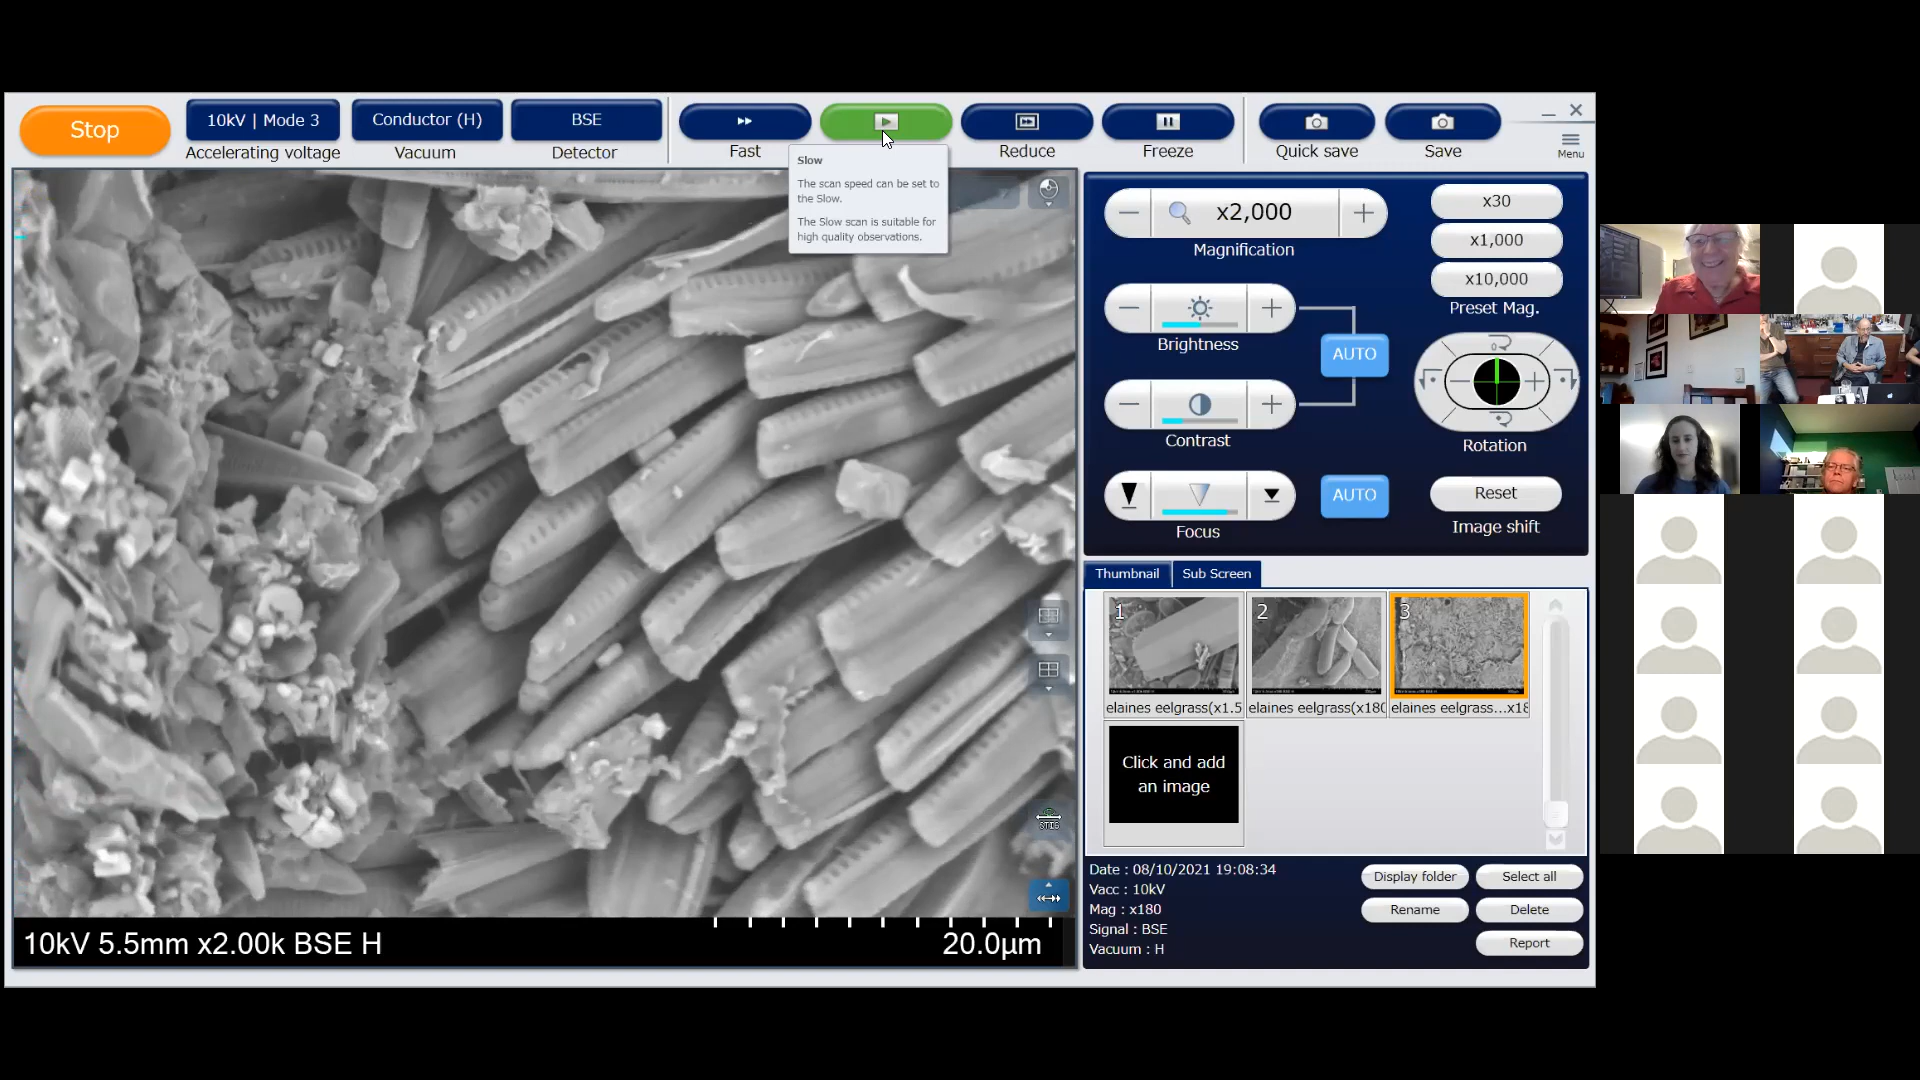 Stop
10kV | Mode 3
Accelerating voltage
Conductor (H)
Vacuum
BSE
Detector
Fast
Reduce
Freeze
Quick save
Save
Menu
Slow
The scan speed can be set to
the Slow.
The Slow scan is suitable for
high quality observations.
x2,000
Magnification
x30
x1,000
x10,000
Preset Mag.
Brightness
AUTO
Contrast
Rotation
Focus
AUTO
Reset
Image shift
STIG
Thumbnail
Sub Screen
1
2
3
elaines eelgrass(x1.5
elaines eelgrass(x180
elaines eelgrass...x18
Click and add
an image
Date : 08/10/2021 19:08:34
Vacc : 10kV
Mag : x180
Signal : BSE
Vacuum : H
Display folder
Select all
Rename
Delete
Report
10kV 5.5mm x2.00k BSE H
20.0µm